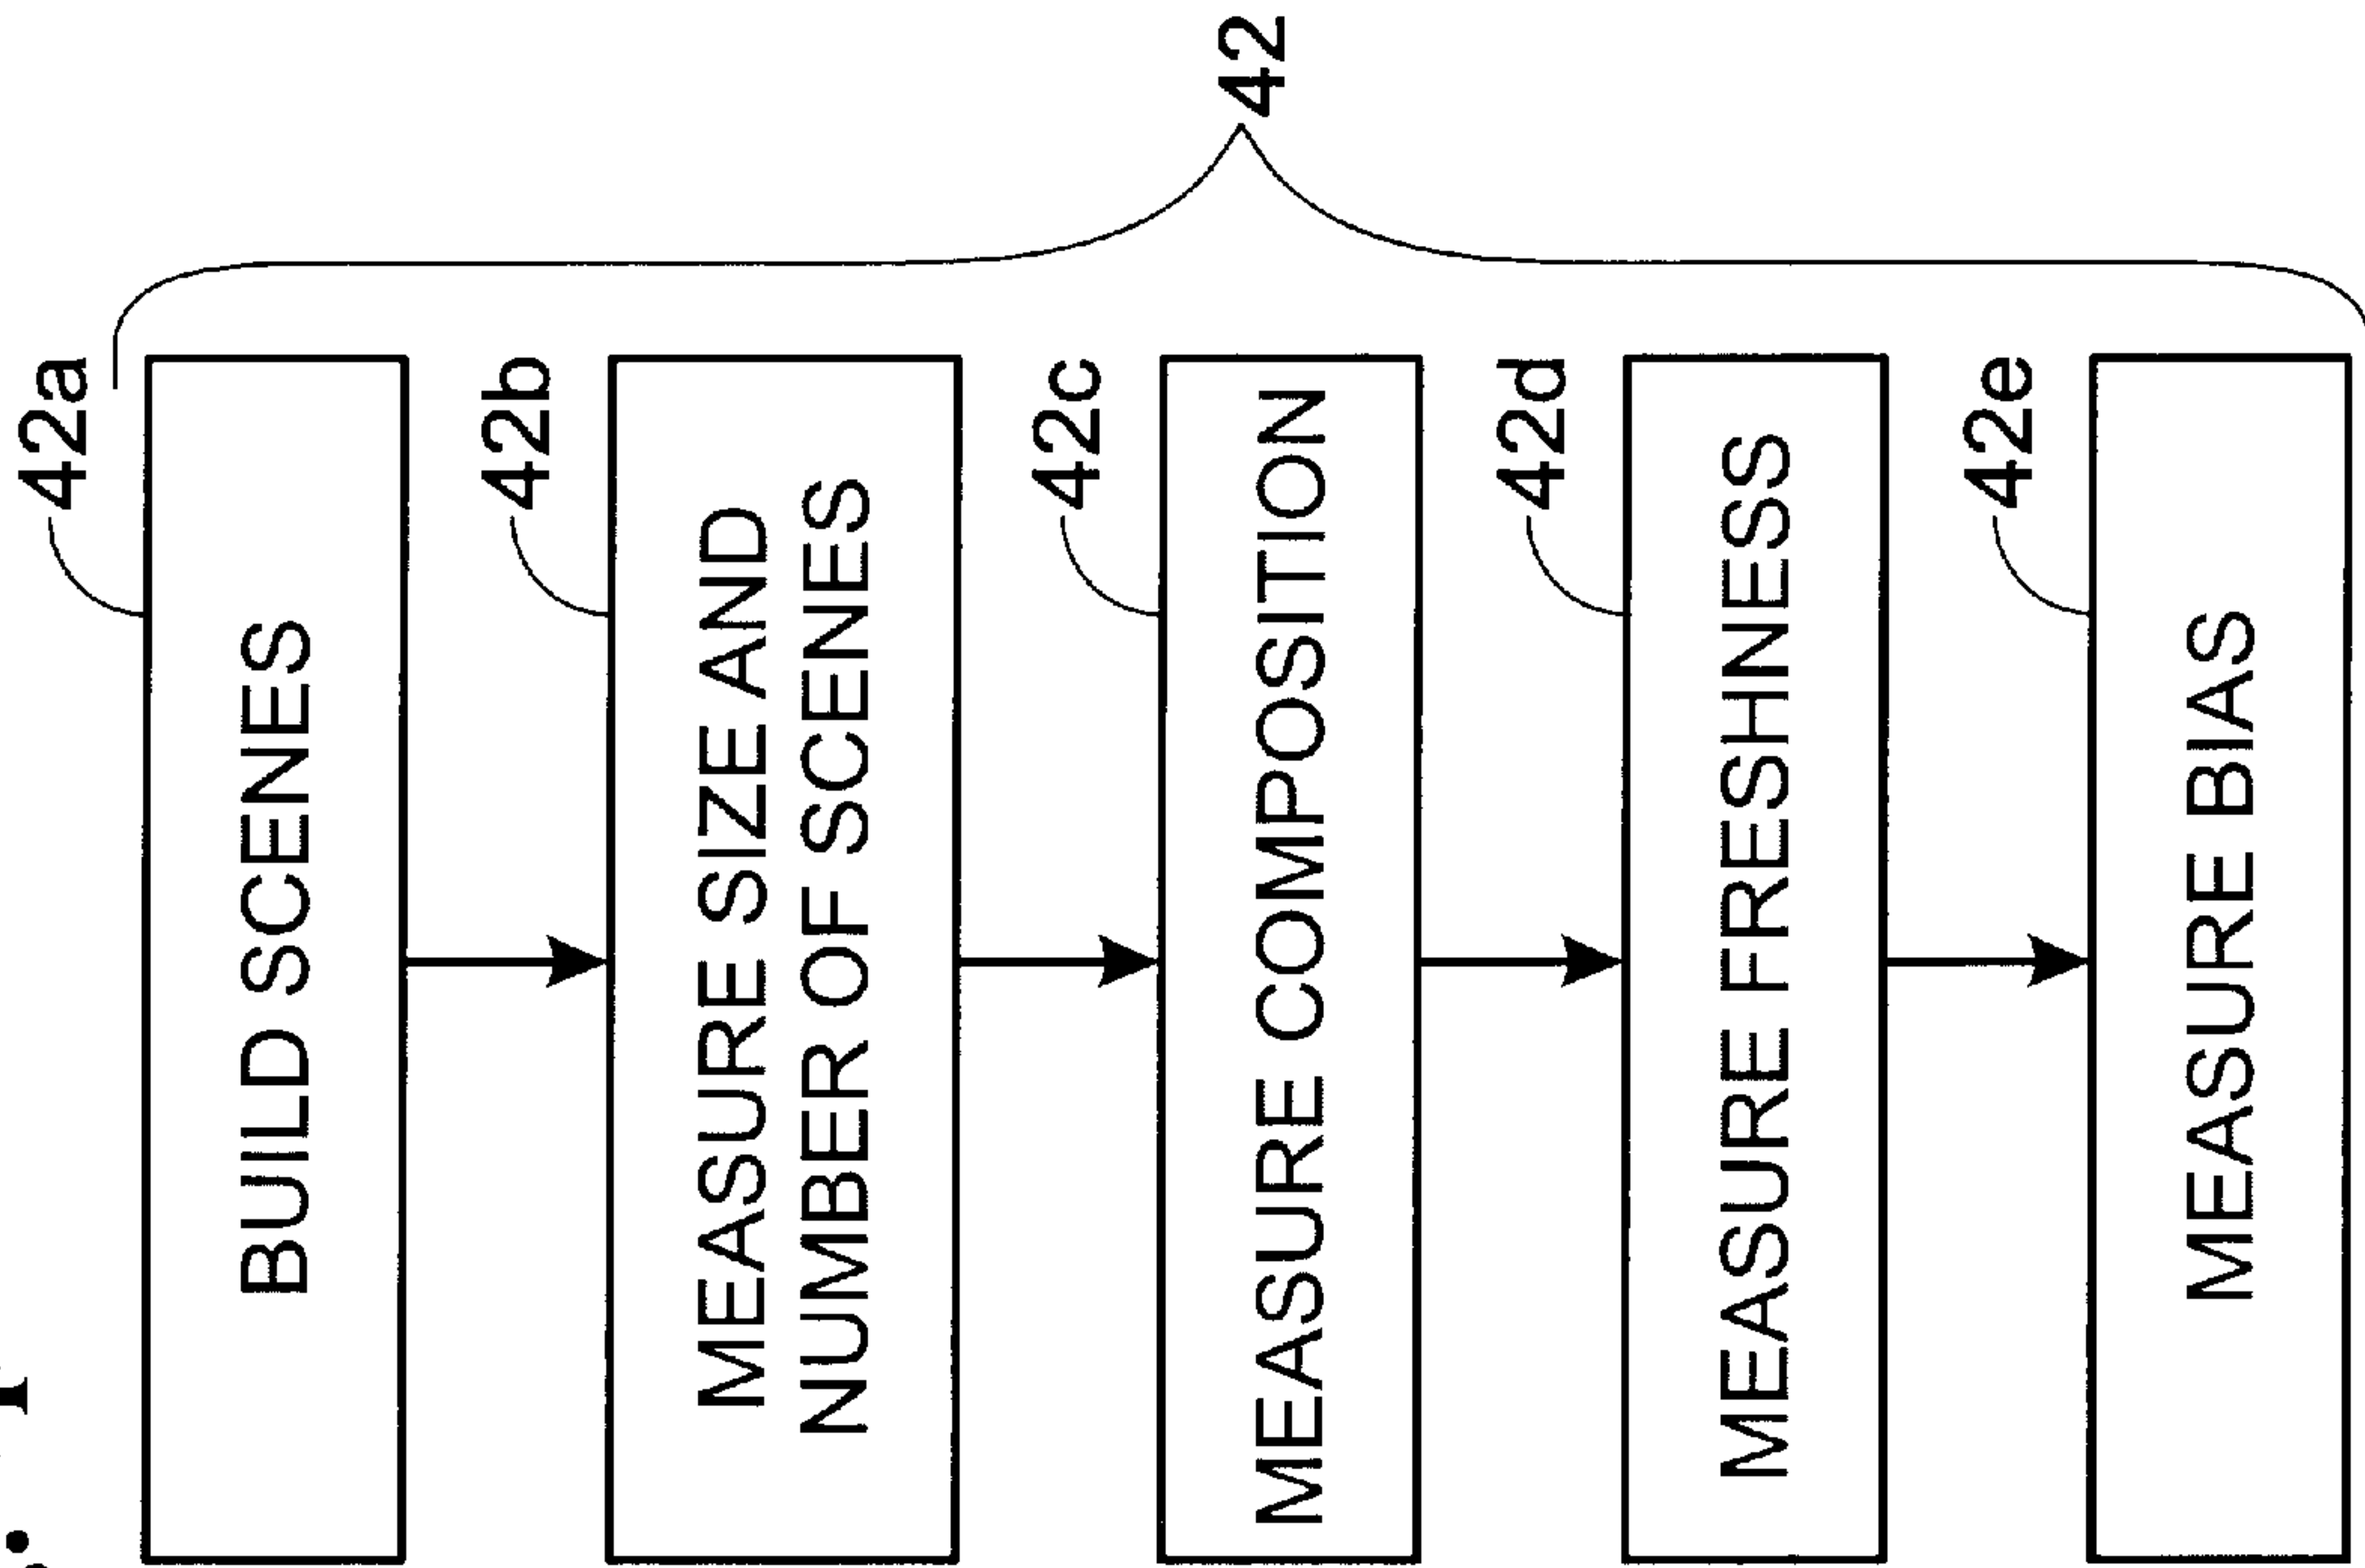 42a
BUILD SCENES
42b
MEASURE SIZE AND
NUMBER OF SCENES
42c
MEASURE COMPOSITION
42d
MEASURE FRESHNESS
42e
MEASURE BIAS
42